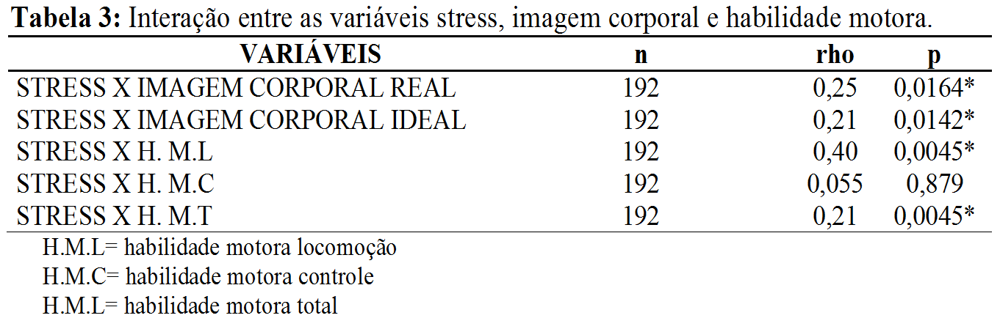 Tabela 3: Interação entre as variáveis stress, imagem corporal e habilidade motora.
VARIÁVEIS n rho p
STRESS X IMAGEM CORPORAL REAL 192 0,25 0,0164*
STRESS X IMAGEM CORPORAL IDEAL 192 0,21 0,0142*
STRESS X H. M.L 192 0,40 0,0045*
STRESS X H. M.C 192 0,055 0,879
STRESS X H. M.T 192 0,21 0,0045*
H.M.L= habilidade motora locomoção
H.M.C= habilidade motora controle
H.M.L= habilidade motora total